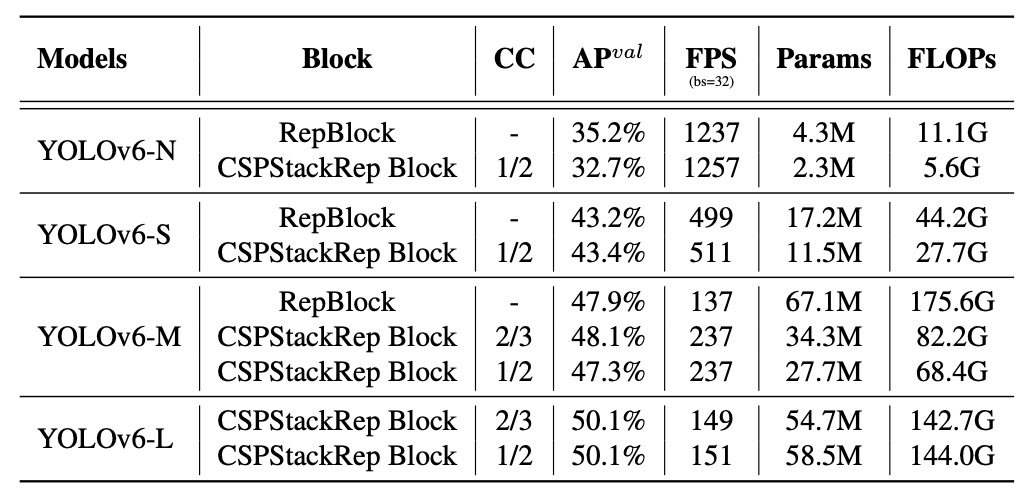 Models Block CC AP^val FPS Params FLOPs
(bs=32)
YOLOv6-N RepBlock - 35.2% 1237 4.3M 11.1G
CSPStackRep Block 1/2 32.7% 1257 2.3M 5.6G
YOLOv6-S RepBlock - 43.2% 499 17.2M 44.2G
CSPStackRep Block 1/2 43.4% 511 11.5M 27.7G
YOLOv6-M RepBlock - 47.9% 137 67.1M 175.6G
CSPStackRep Block 2/3 48.1% 237 34.3M 82.2G
CSPStackRep Block 1/2 47.3% 237 27.7M 68.4G
YOLOv6-L CSPStackRep Block 2/3 50.1% 149 54.7M 142.7G
CSPStackRep Block 1/2 50.1% 151 58.5M 144.0G